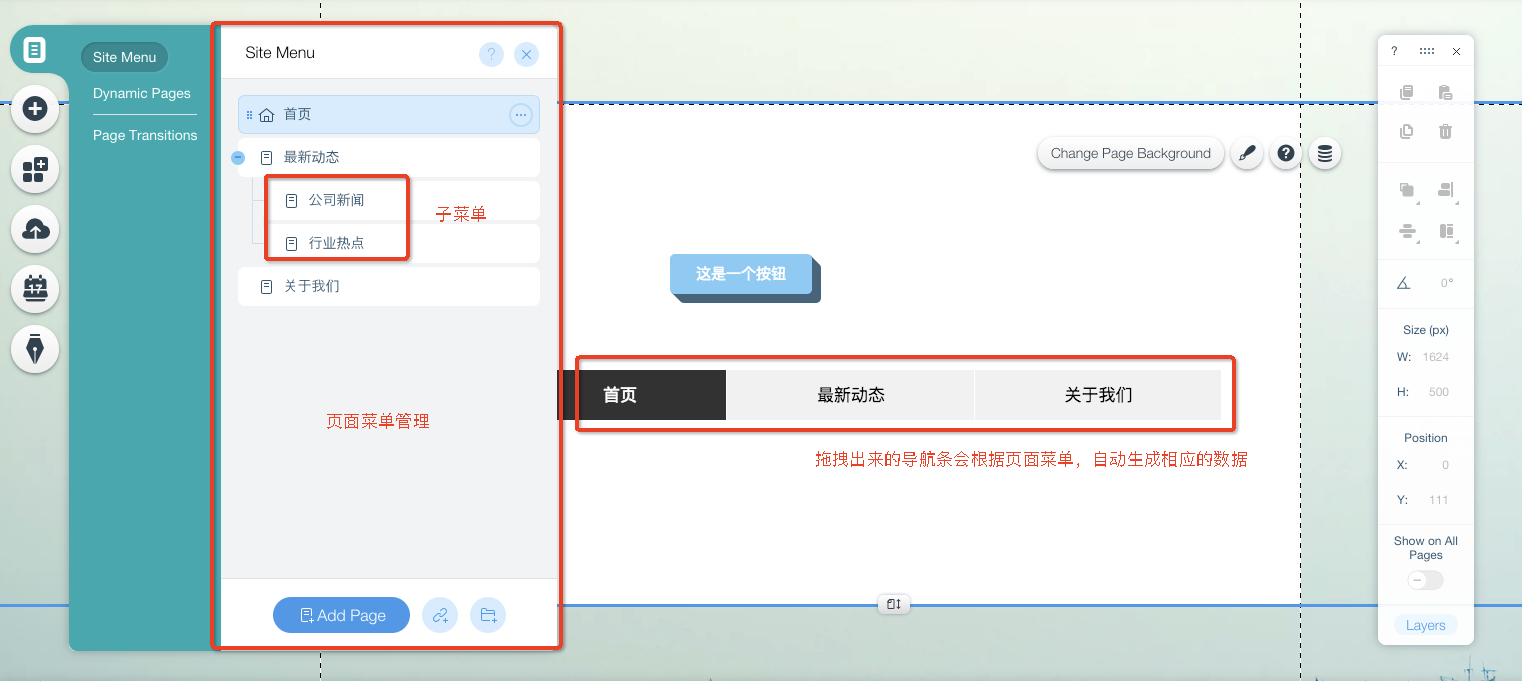 Site Menu
Dynamic Pages
Page Transitions
17
Site Menu
?
首页
最新动态
公司新闻
行业热点
子菜单
关于我们
页面菜单管理
Add Page
Change Page Background
?
这是一个按钮
首页
最新动态
关于我们
拖拽出来的导航条会根据页面菜单，自动生成相应的数据
?
0°
Size (px)
W: 1624
H: 500
Position
X: 0
Y: 111
Show on All
Pages
Layers